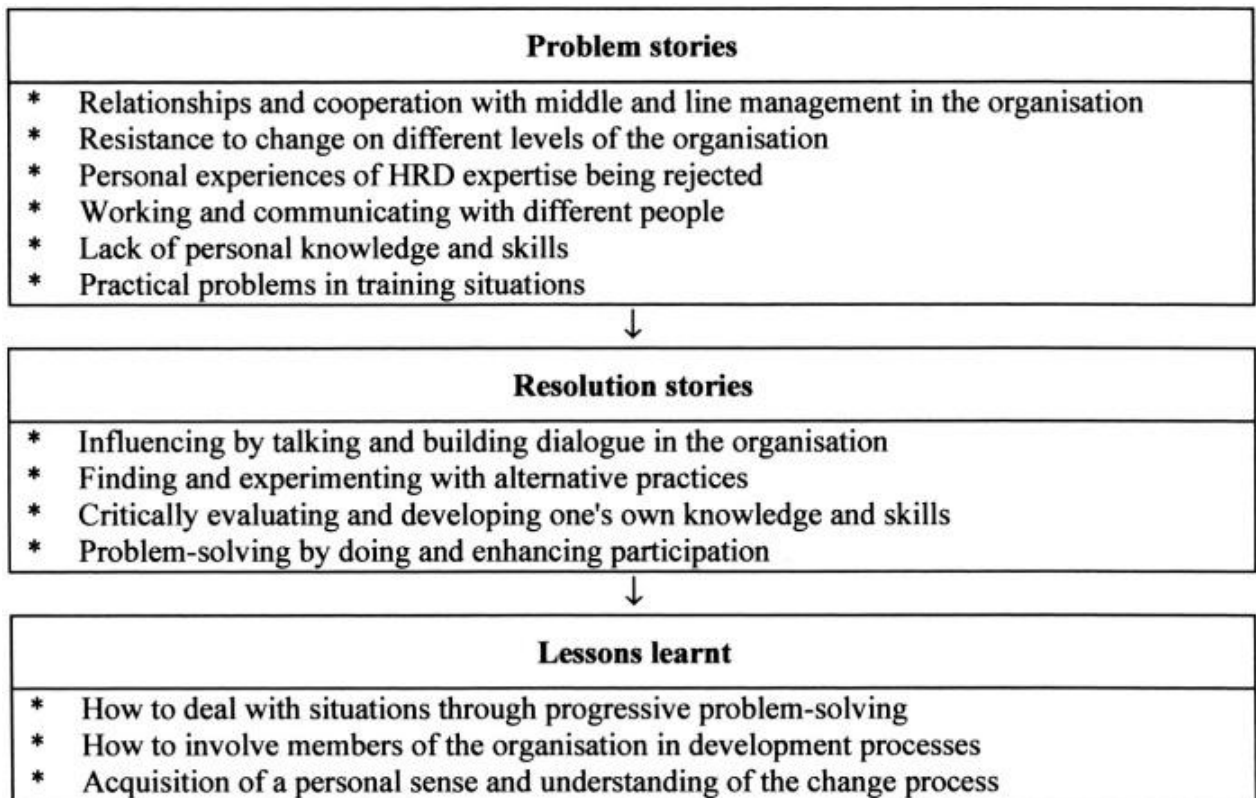 Problem stories
* Relationships and cooperation with middle and line management in the organisation
* Resistance to change on different levels of the organisation
* Personal experiences of HRD expertise being rejected
* Working and communicating with different people
* Lack of personal knowledge and skills
* Practical problems in training situations
↓
Resolution stories
* Influencing by talking and building dialogue in the organisation
* Finding and experimenting with alternative practices
* Critically evaluating and developing one's own knowledge and skills
* Problem-solving by doing and enhancing participation
↓
Lessons learnt
* How to deal with situations through progressive problem-solving
* How to involve members of the organisation in development processes
* Acquisition of a personal sense and understanding of the change process